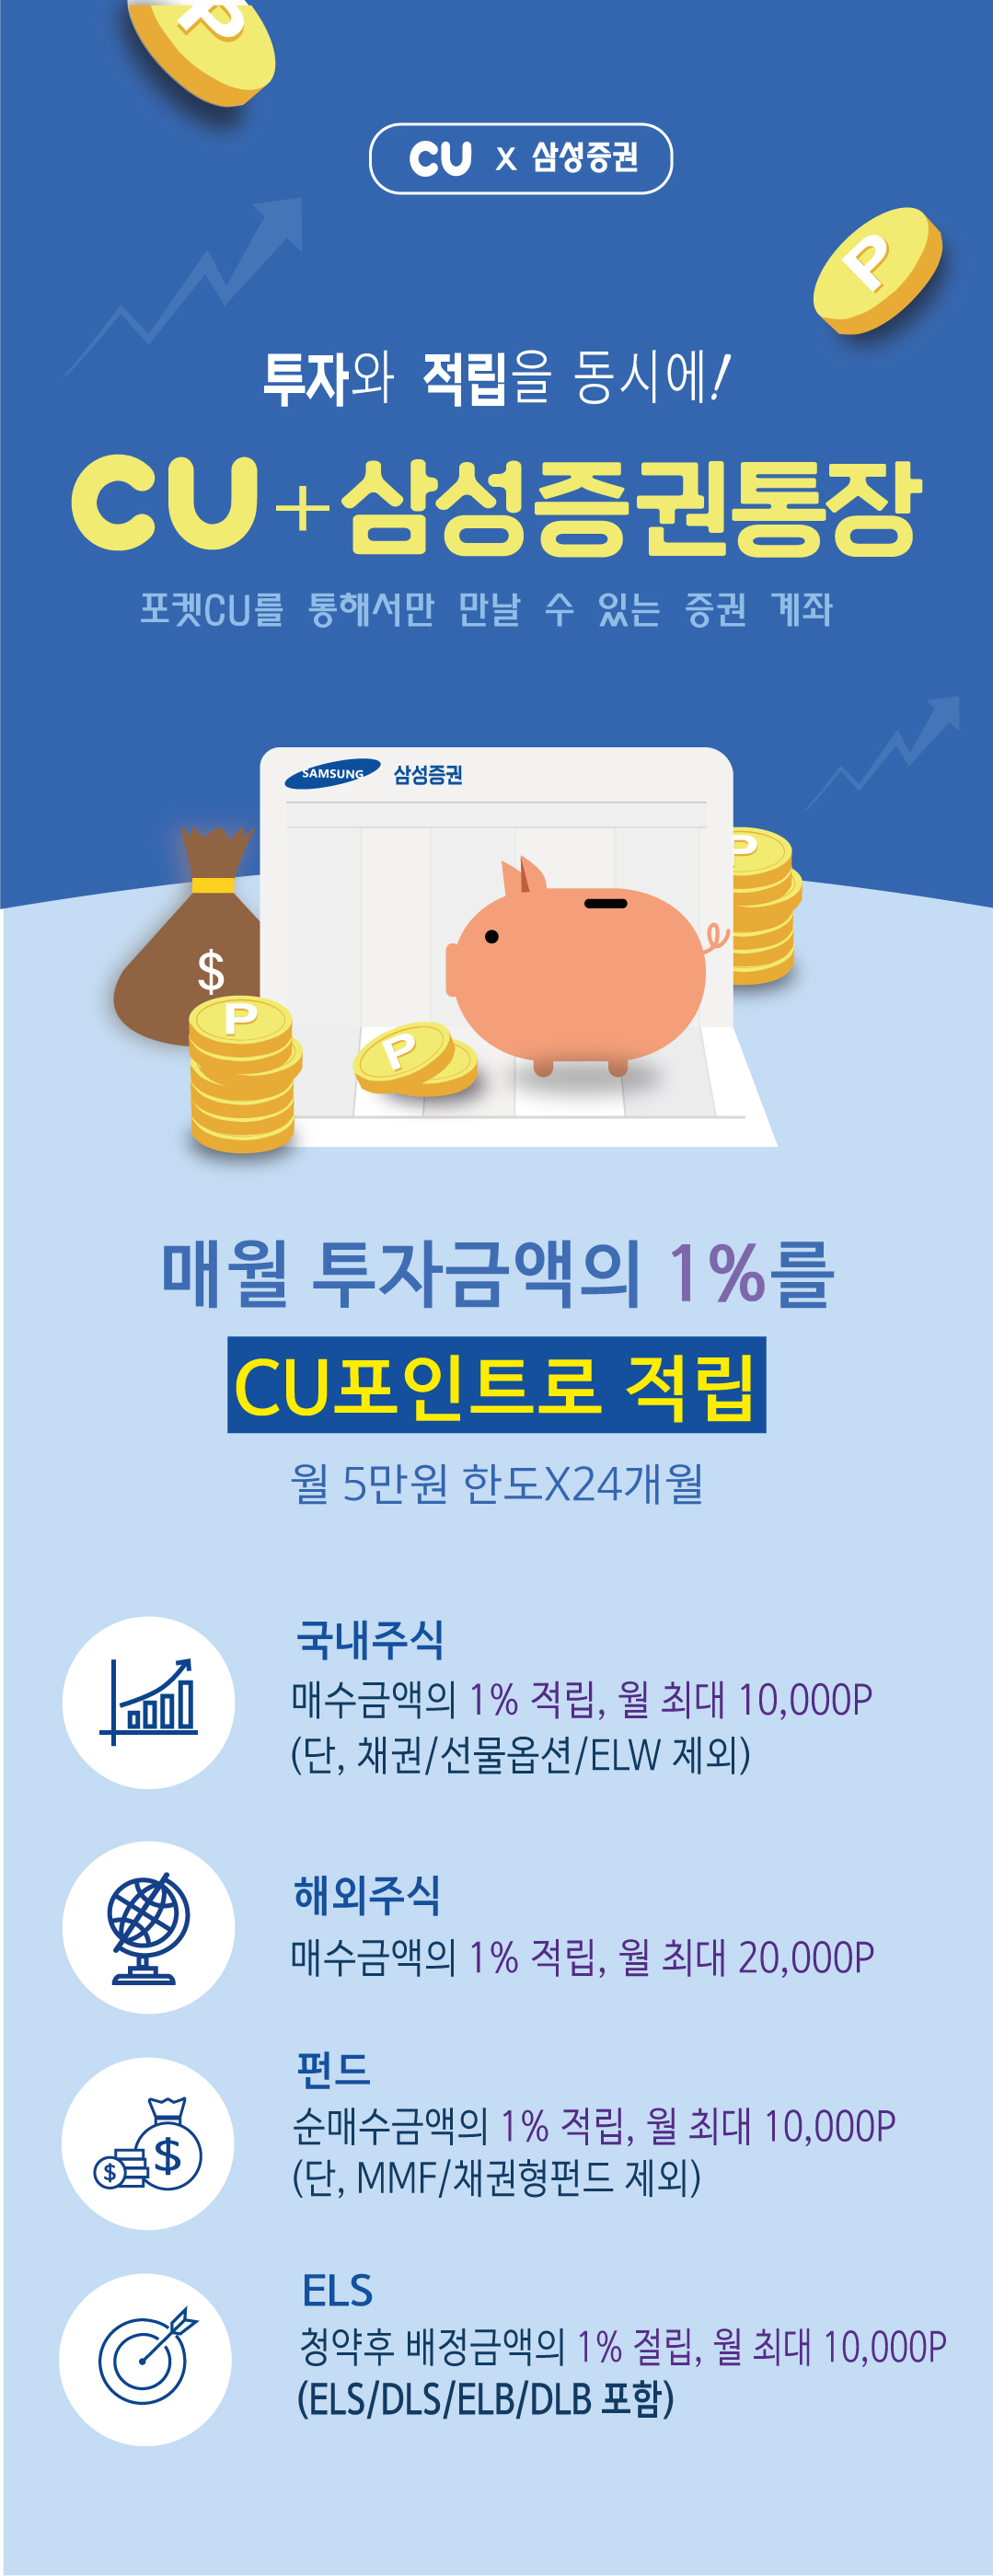 P
CU x 삼성증권
P
투자와 적립을 동시에!
CU+삼성증권통장
포켓CU를 통해서만 만날 수 있는 증권 계좌
SAMSUNG 삼성증권
P
$
P
P
매월 투자금액의 1%를
CU포인트로 적립
월 5만원 한도X24개월
국내주식
매수금액의 1% 적립, 월 최대 10,000P
(단, 채권/선물옵션/ELW 제외)
해외주식
매수금액의 1% 적립, 월 최대 20,000P
펀드
순매수금액의 1% 적립, 월 최대 10,000P
$ $
(단, MMF/채권형펀드 제외)
ELS
청약후 배정금액의 1% 절립, 월 최대 10,000P
(ELS/DLS/ELB/DLB 포함)